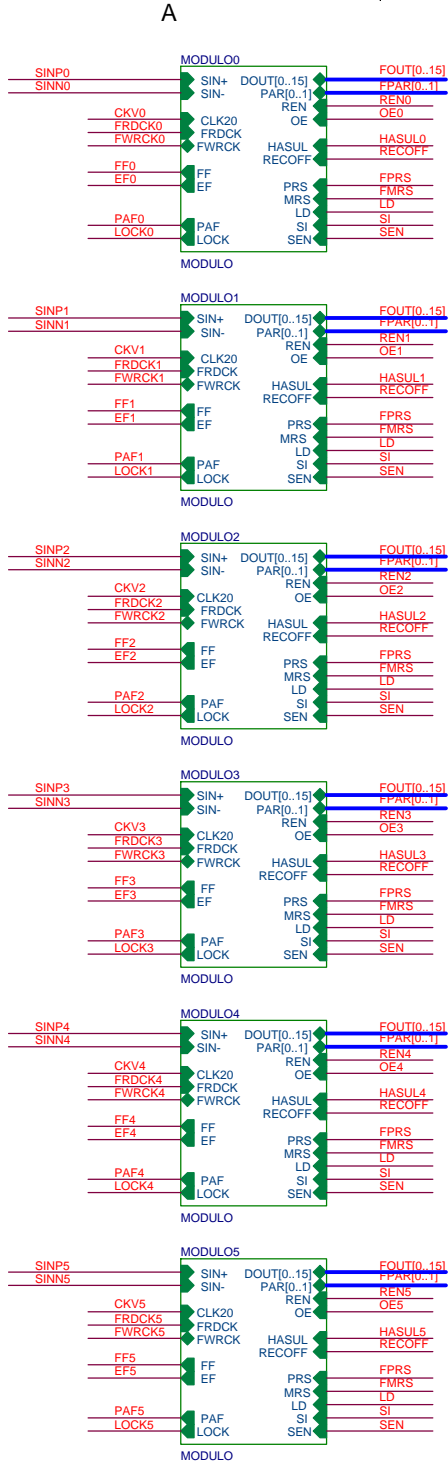 A
MODULO0
SINP0 SIN+ DOUT[0..15] FOUT[0..15]
SINN0 SIN- PAR[0..1] FPAR[0..1]
REN REN0
CKV0 CLK20 OE OE0
FRDCK0 FRDCK
FWRCK0 FWRCK HASUL HASUL0
RECOFF RECOFF
FF0 FF
EF0 EF PRS FPRS
MRS FMRS
LD LD
PAF0 PAF SI SI
LOCK0 LOCK SEN SEN
MODULO
MODULO1
SINP1 SIN+ DOUT[0..15] FOUT[0..15]
SINN1 SIN- PAR[0..1] FPAR[0..1]
REN REN1
CKV1 CLK20 OE OE1
FRDCK1 FRDCK
FWRCK1 FWRCK HASUL HASUL1
RECOFF RECOFF
FF1 FF
EF1 EF PRS FPRS
MRS FMRS
LD LD
PAF1 PAF SI SI
LOCK1 LOCK SEN SEN
MODULO
MODULO2
SINP2 SIN+ DOUT[0..15] FOUT[0..15]
SINN2 SIN- PAR[0..1] FPAR[0..1]
REN REN2
CKV2 CLK20 OE OE2
FRDCK2 FRDCK
FWRCK2 FWRCK HASUL HASUL2
RECOFF RECOFF
FF2 FF
EF2 EF PRS FPRS
MRS FMRS
LD LD
PAF2 PAF SI SI
LOCK2 LOCK SEN SEN
MODULO
MODULO3
SINP3 SIN+ DOUT[0..15] FOUT[0..15]
SINN3 SIN- PAR[0..1] FPAR[0..1]
REN REN3
CKV3 CLK20 OE OE3
FRDCK3 FRDCK
FWRCK3 FWRCK HASUL HASUL3
RECOFF RECOFF
FF3 FF
EF3 EF PRS FPRS
MRS FMRS
LD LD
PAF3 PAF SI SI
LOCK3 LOCK SEN SEN
MODULO
MODULO4
SINP4 SIN+ DOUT[0..15] FOUT[0..15]
SINN4 SIN- PAR[0..1] FPAR[0..1]
REN REN4
CKV4 CLK20 OE OE4
FRDCK4 FRDCK
FWRCK4 FWRCK HASUL HASUL4
RECOFF RECOFF
FF4 FF
EF4 EF PRS FPRS
MRS FMRS
LD LD
PAF4 PAF SI SI
LOCK4 LOCK SEN SEN
MODULO
MODULO5
SINP5 SIN+ DOUT[0..15] FOUT[0..15]
SINN5 SIN- PAR[0..1] FPAR[0..1]
REN REN5
CKV5 CLK20 OE OE5
FRDCK5 FRDCK
FWRCK5 FWRCK HASUL HASUL5
RECOFF RECOFF
FF5 FF
EF5 EF PRS FPRS
MRS FMRS
LD LD
PAF5 PAF SI SI
LOCK5 LOCK SEN SEN
MODULO